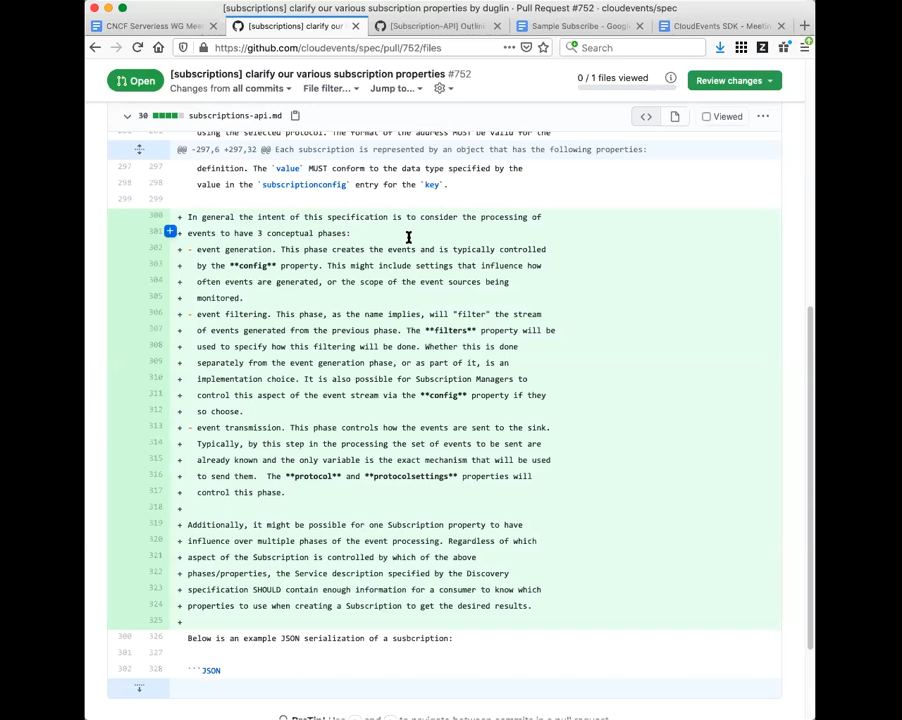 [subscriptions] clarify our various subscription properties by duglin · Pull Request #752 · cloudevents/spec
CNCF Serverless WG Mee
[subscriptions] clarify our
[Subscription-API] Outlin
Sample Subscribe - Google
CloudEvents SDK - Meetin
https://github.com/cloudevents/spec/pull/752/files
Search
Open
[subscriptions] clarify our various subscription properties #752
Changes from all commits
File filter...
Jump to...
0 / 1 files viewed
Review changes
30
subscriptions-api.md
Viewed
using the selected protocol. The format of the address MUST be valid for the
@@ -297,6 +297,32 @@ Each subscription is represented by an object that has the following properties:
297 297 definition. The `value` MUST conform to the data type specified by the
298 298 value in the `subscriptionconfig` entry for the `key`.
299 299
300 + In general the intent of this specification is to consider the processing of
301 + events to have 3 conceptual phases:
302 + - event generation. This phase creates the events and is typically controlled
303 + by the **config** property. This might include settings that influence how
304 + often events are generated, or the scope of the event sources being
305 + monitored.
306 + - event filtering. This phase, as the name implies, will "filter" the stream
307 + of events generated from the previous phase. The **filters** property will be
308 + used to specify how this filtering will be done. Whether this is done
309 + separately from the event generation phase, or as part of it, is an
310 + implementation choice. It is also possible for Subscription Managers to
311 + control this aspect of the event stream via the **config** property if they
312 + so choose.
313 + - event transmission. This phase controls how the events are sent to the sink.
314 + Typically, by this step in the processing the set of events to be sent are
315 + already known and the only variable is the exact mechanism that will be used
316 + to send them.  The **protocol** and **protocolsettings** properties will
317 + control this phase.
318 +
319 + Additionally, it might be possible for one Subscription property to have
320 + influence over multiple phases of the event processing. Regardless of which
321 + aspect of the Subscription is controlled by which of the above
322 + phases/properties, the Service description specified by the Discovery
323 + specification SHOULD contain enough information for a consumer to know which
324 + properties to use when creating a Subscription to get the desired results.
325 +
300 326 Below is an example JSON serialization of a susbcription:
301 327
302 328 ```JSON